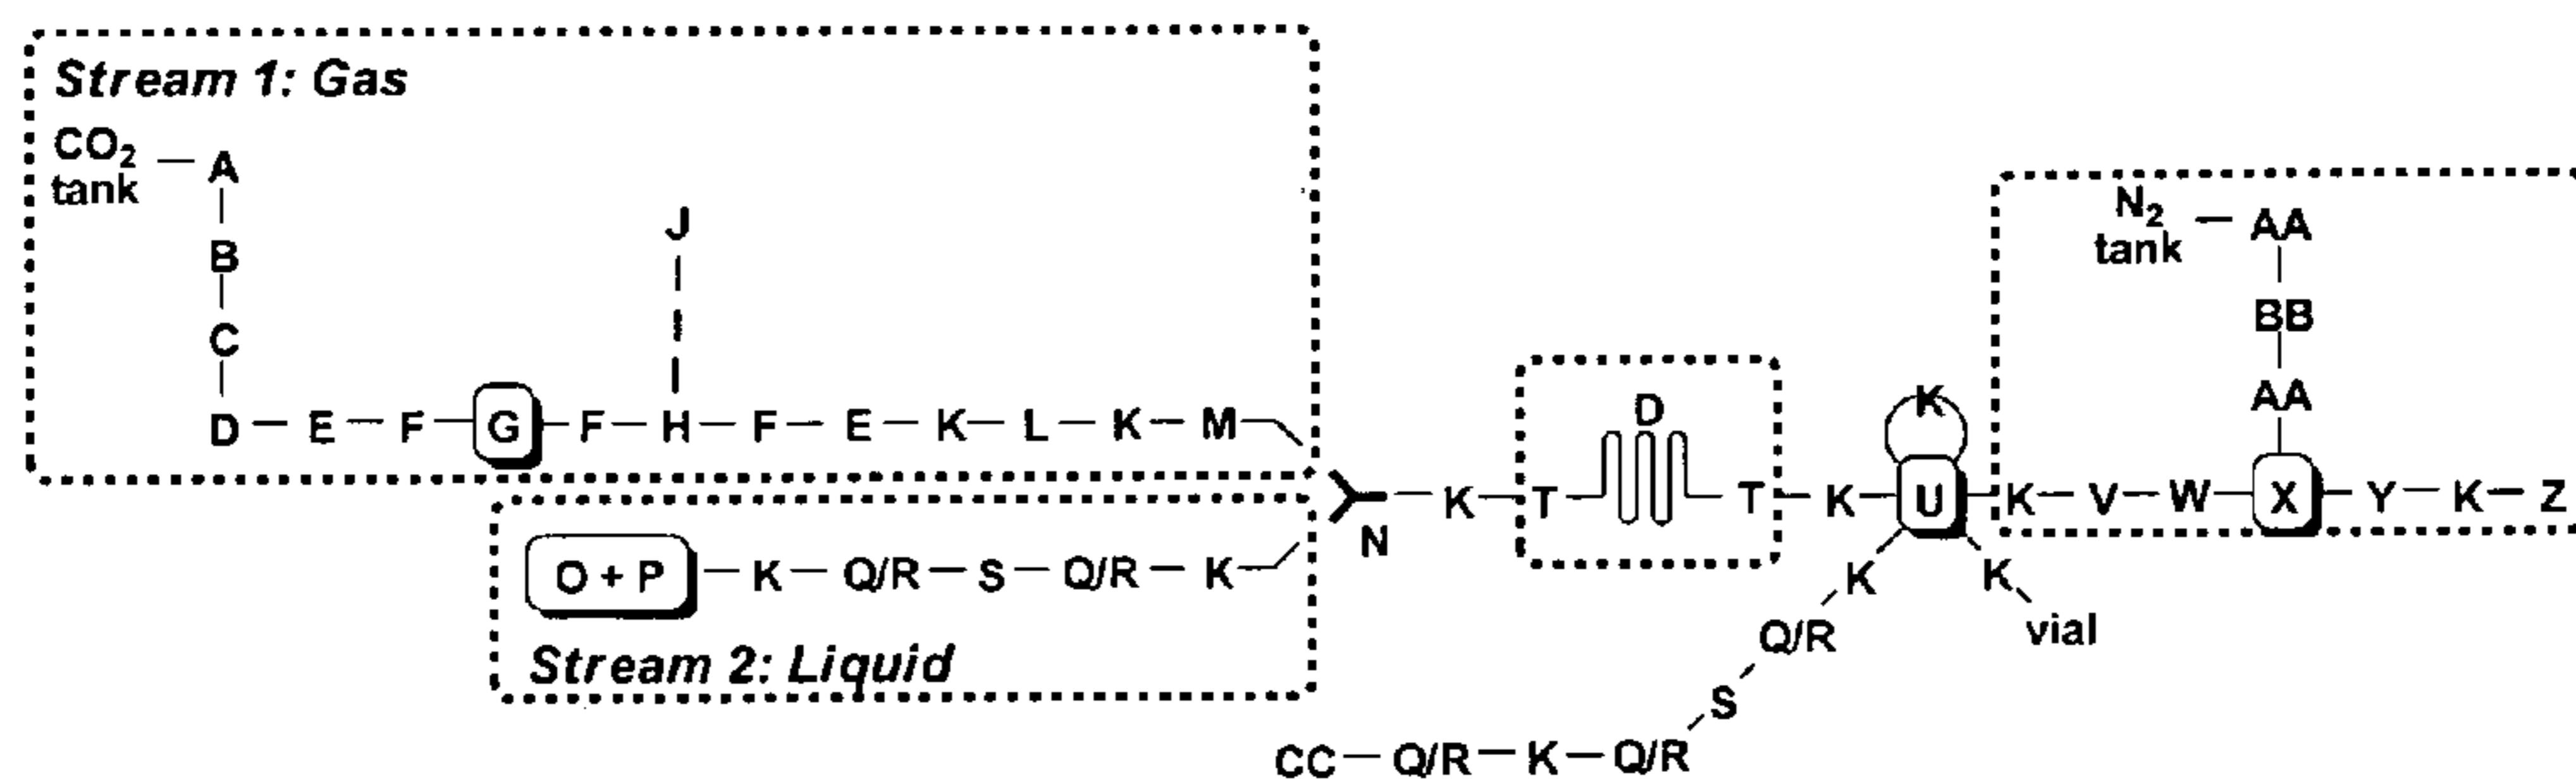 Stream 1: Gas
CO2 — A
tank
B
C
J
I
D — E — F — G — F — H — F — E — K — L — K — M
N
O + P — K — Q/R — S — Q/R — K
Stream 2: Liquid
K — T — D — T — K — U — K — V — W — X — Y — K — Z
K
N2 — AA
tank
BB
AA
K
K
vial
Q/R
S
CC — Q/R — K — Q/R